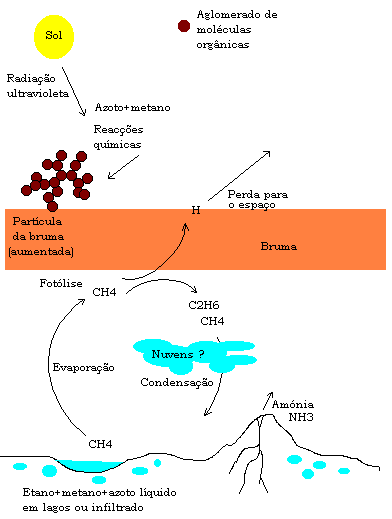 Sol
Aglomerado de
moléculas
orgânicas
Radiação
ultravioleta
Azoto+metano
Reacções
químicas
Perda para
o espaço
H
Partícula
da bruma
(aumentada)
Bruma
Fotólise
CH4
C2H6
CH4
Nuvens ?
Condensação
Evaporação
Amónia
NH3
CH4
Etano+metano+azoto líquido
em lagos ou infiltrado